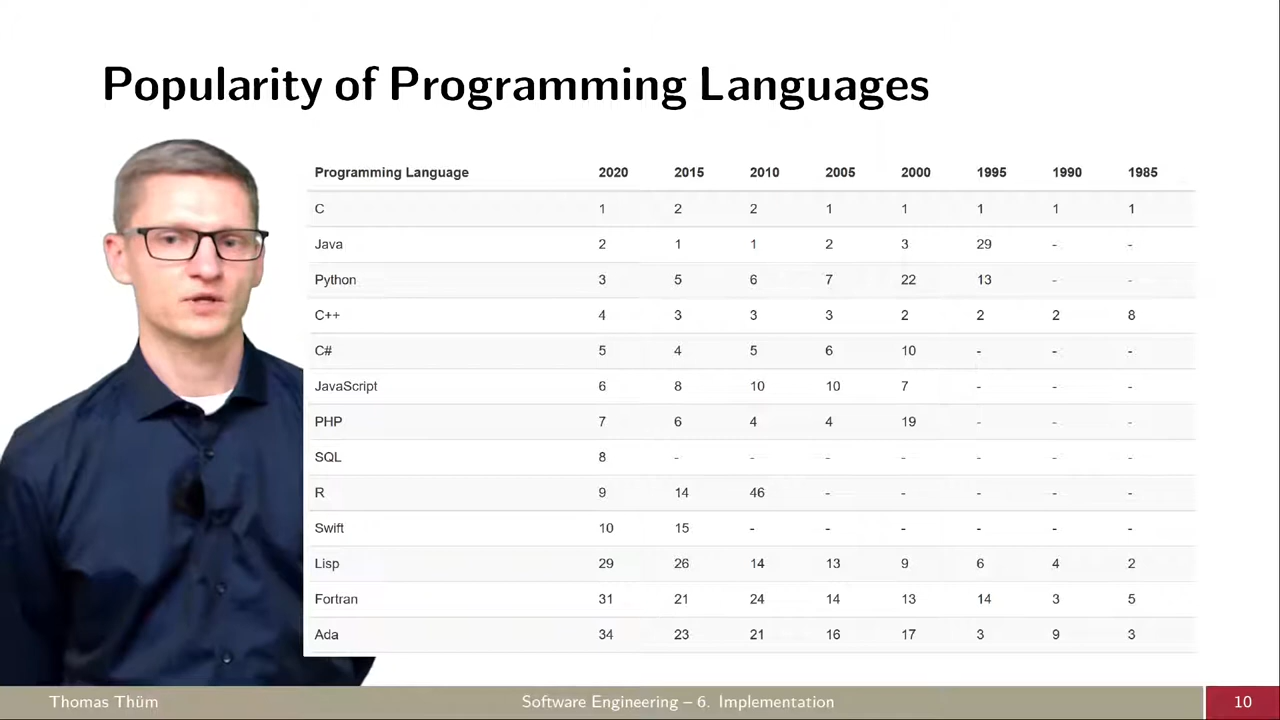 Popularity of Programming Languages
Programming Language 2020 2015 2010 2005 2000 1995 1990 1985
C 1 2 2 1 1 1 1 1
Java 2 1 1 2 3 29 - -
Python 3 5 6 7 22 13 - -
C++ 4 3 3 3 2 2 2 8
C# 5 4 5 6 10 - - -
JavaScript 6 8 10 10 7 - - -
PHP 7 6 4 4 19 - - -
SQL 8 - - - - - - -
R 9 14 46 - - - - -
Swift 10 15 - - - - - -
Lisp 29 26 14 13 9 6 4 2
Fortran 31 21 24 14 13 14 3 5
Ada 34 23 21 16 17 3 9 3
Thomas Thüm Software Engineering – 6. Implementation 10